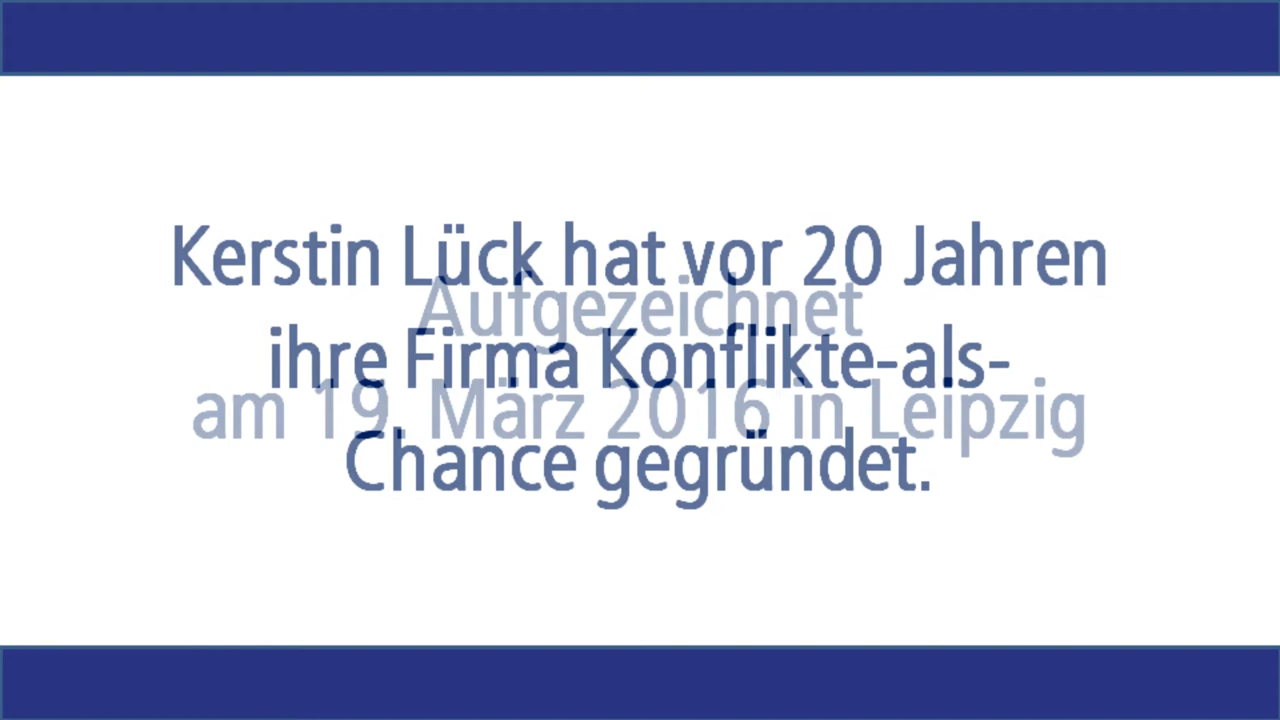 Kerstin Lück hat vor 20 Jahren
ihre Firma Konflikte-als-
Chance gegründet.
Aufgezeichnet
am 19. März 2016 in Leipzig